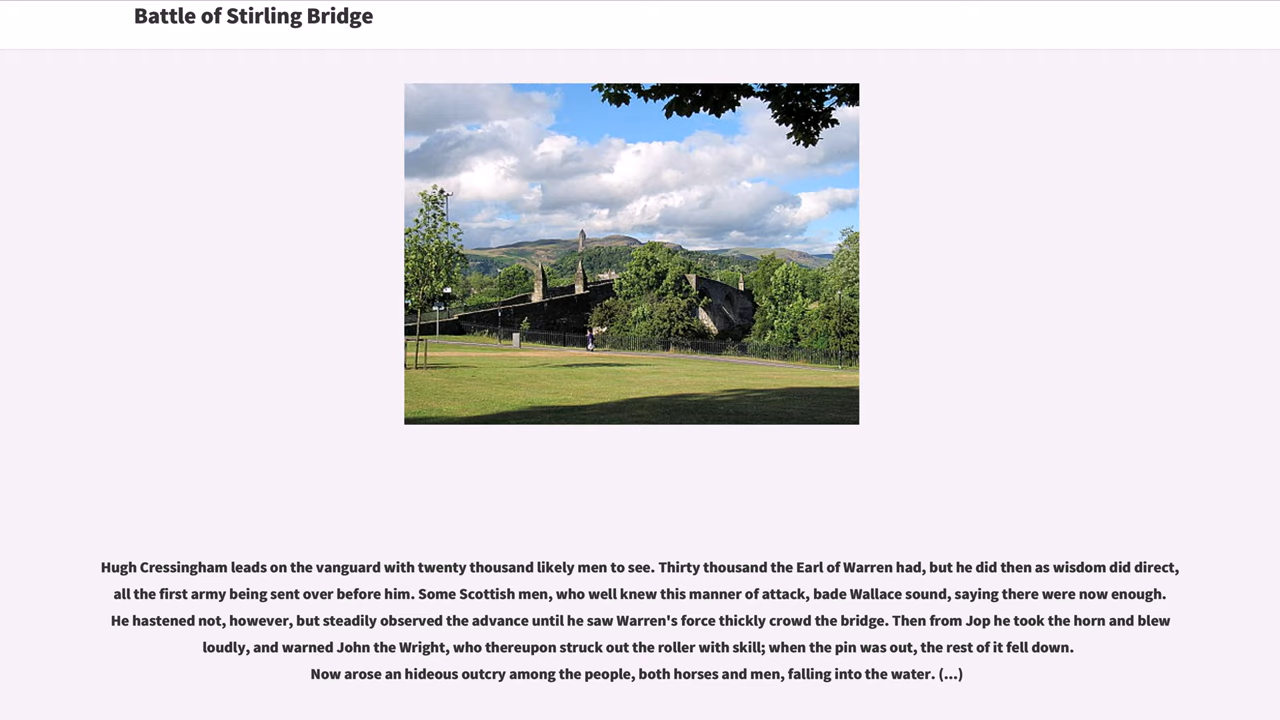 Battle of Stirling Bridge
Hugh Cressingham leads on the vanguard with twenty thousand likely men to see. Thirty thousand the Earl of Warren had, but he did then as wisdom did direct,
all the first army being sent over before him. Some Scottish men, who well knew this manner of attack, bade Wallace sound, saying there were now enough.
He hastened not, however, but steadily observed the advance until he saw Warren's force thickly crowd the bridge. Then from Jop he took the horn and blew
loudly, and warned John the Wright, who thereupon struck out the roller with skill; when the pin was out, the rest of it fell down.
Now arose an hideous outcry among the people, both horses and men, falling into the water. (...)